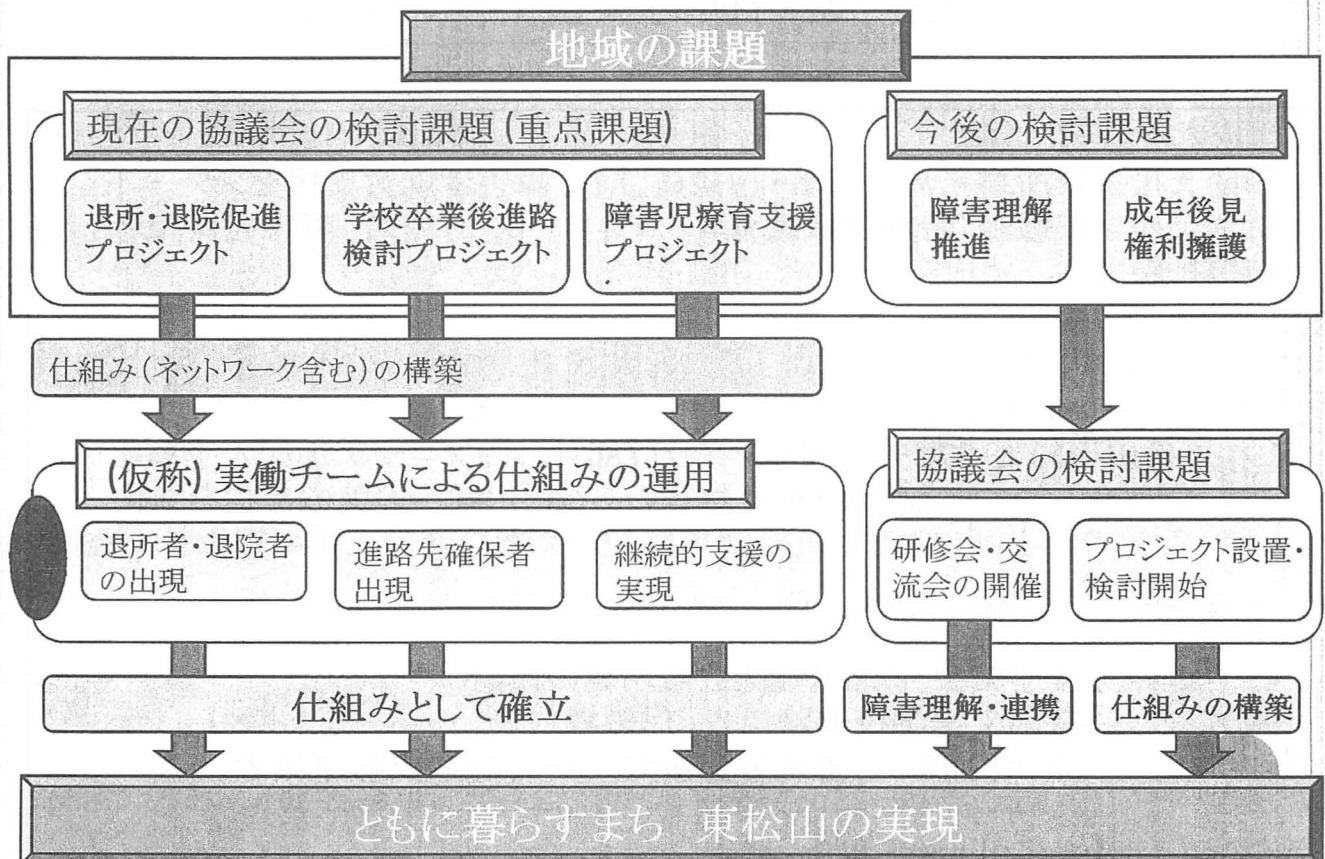 地域の課題
現在の協議会の検討課題(重点課題)
退所・退院促進
プロジェクト
学校卒業後進路
検討プロジェクト
障害児療育支援
プロジェクト
今後の検討課題
障害理解
推進
成年後見
権利擁護
仕組み(ネットワーク含む)の構築
(仮称)実働チームによる仕組みの運用
退所者・退院者
の出現
進路先確保者
出現
継続的支援の
実現
協議会の検討課題
研修会・交
流会の開催
プロジェクト設置・
検討開始
仕組みとして確立
障害理解・連携
仕組みの構築
ともに暮らすまち 東松山の実現